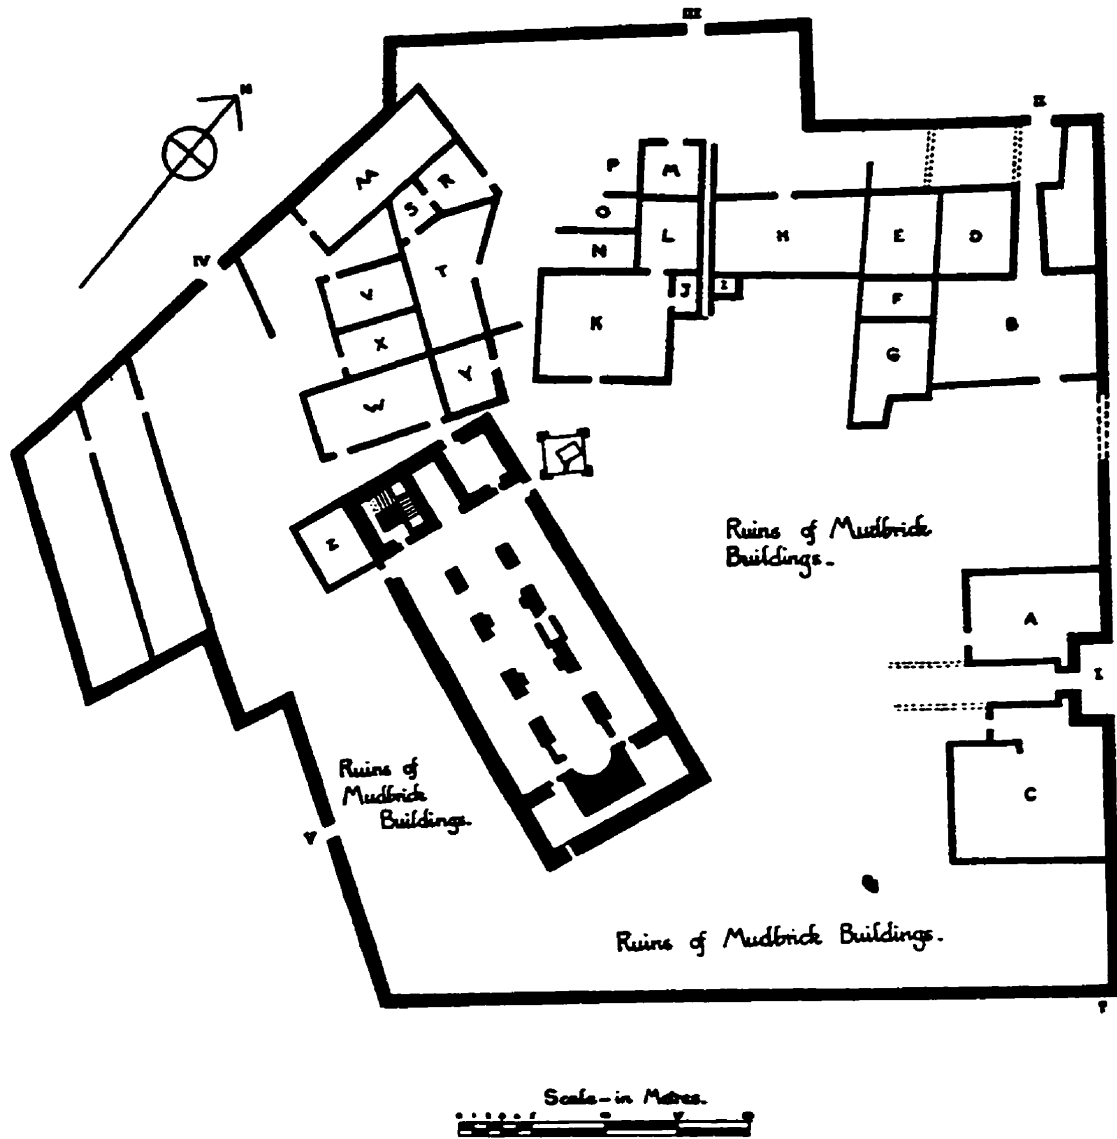 III
N
II
P
M
R
S
O
L
H
E
D
IV
T
N
V
J
I
F
K
B
X
G
Y
W
Ruins of Mudbrick
Buildings.
Z
A
I
Ruins of
Mudbrick
Buildings.
C
V
Ruins of Mudbrick Buildings.
T
Scale-in Metres.